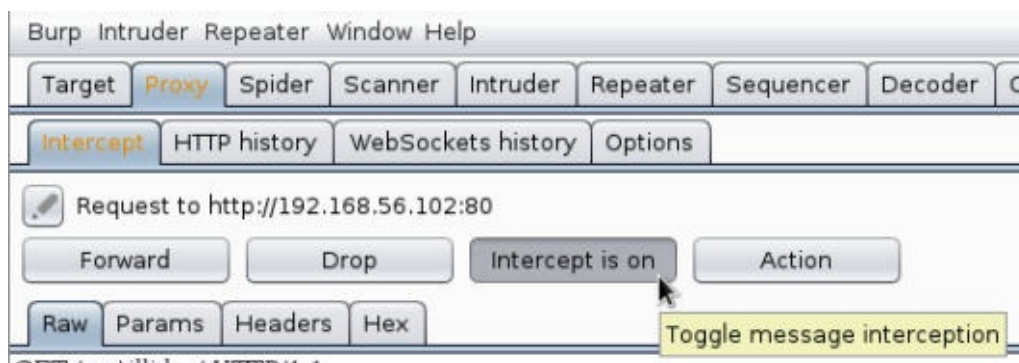 Burp Intruder Repeater Window Help
Target Proxy Spider Scanner Intruder Repeater Sequencer Decoder
Intercept HTTP history WebSockets history Options
Request to http://192.168.56.102:80
Forward Drop Intercept is on Action
Raw Params Headers Hex
Toggle message interception